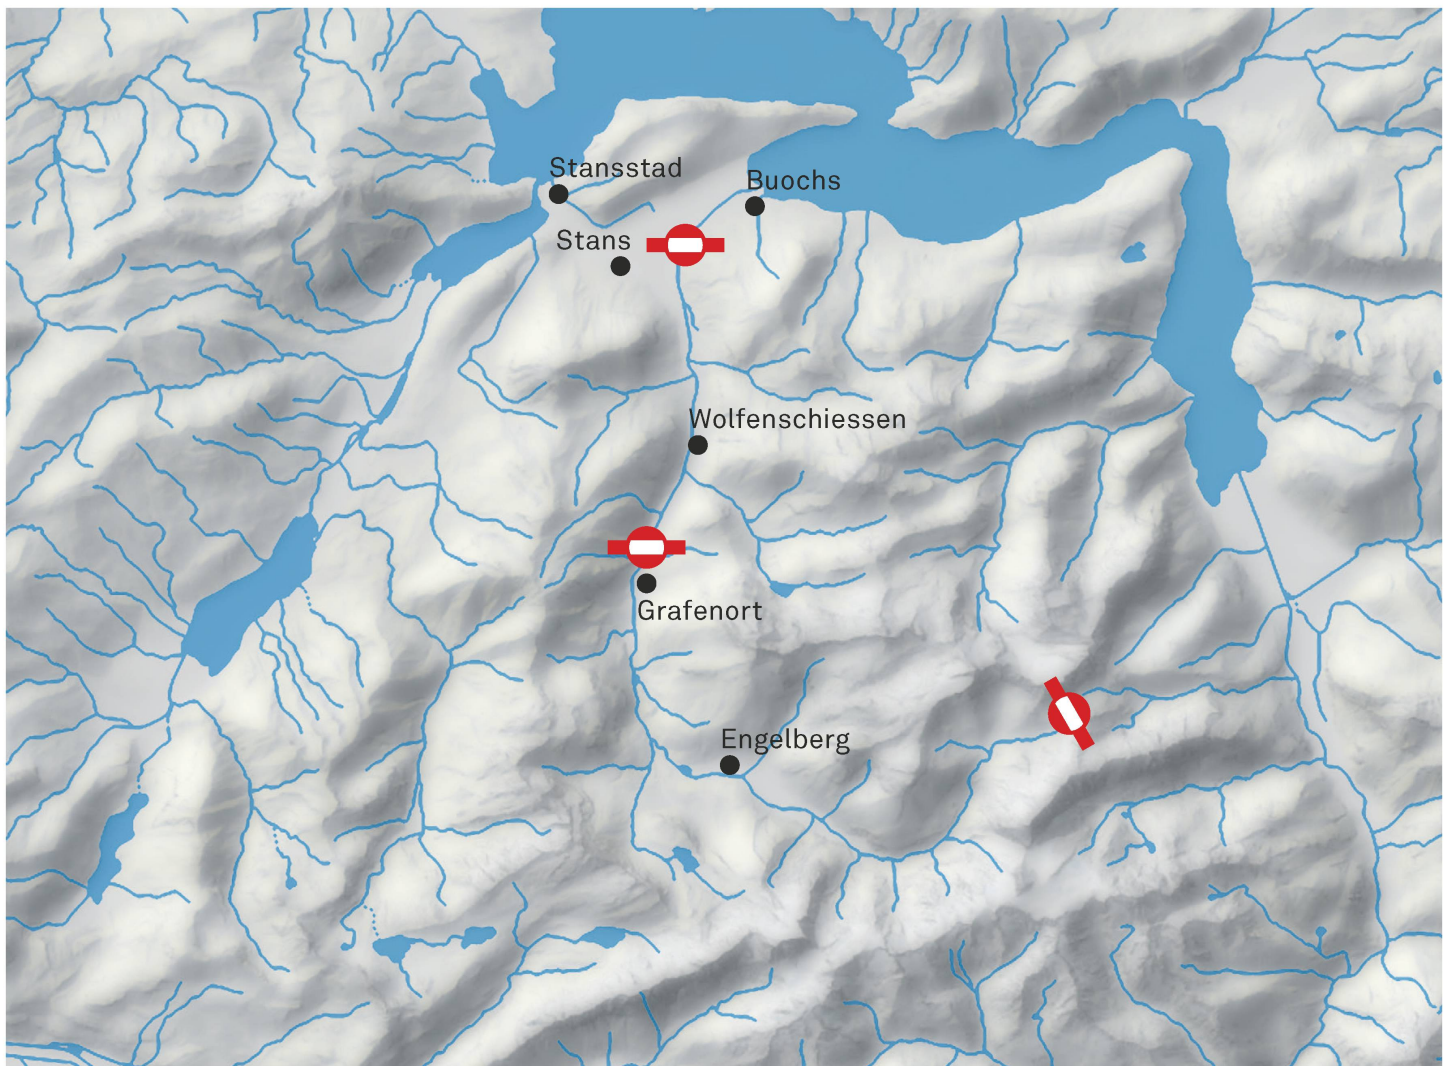 Stansstad
Buochs
Stans
Wolfenschiessen
Grafenort
Engelberg